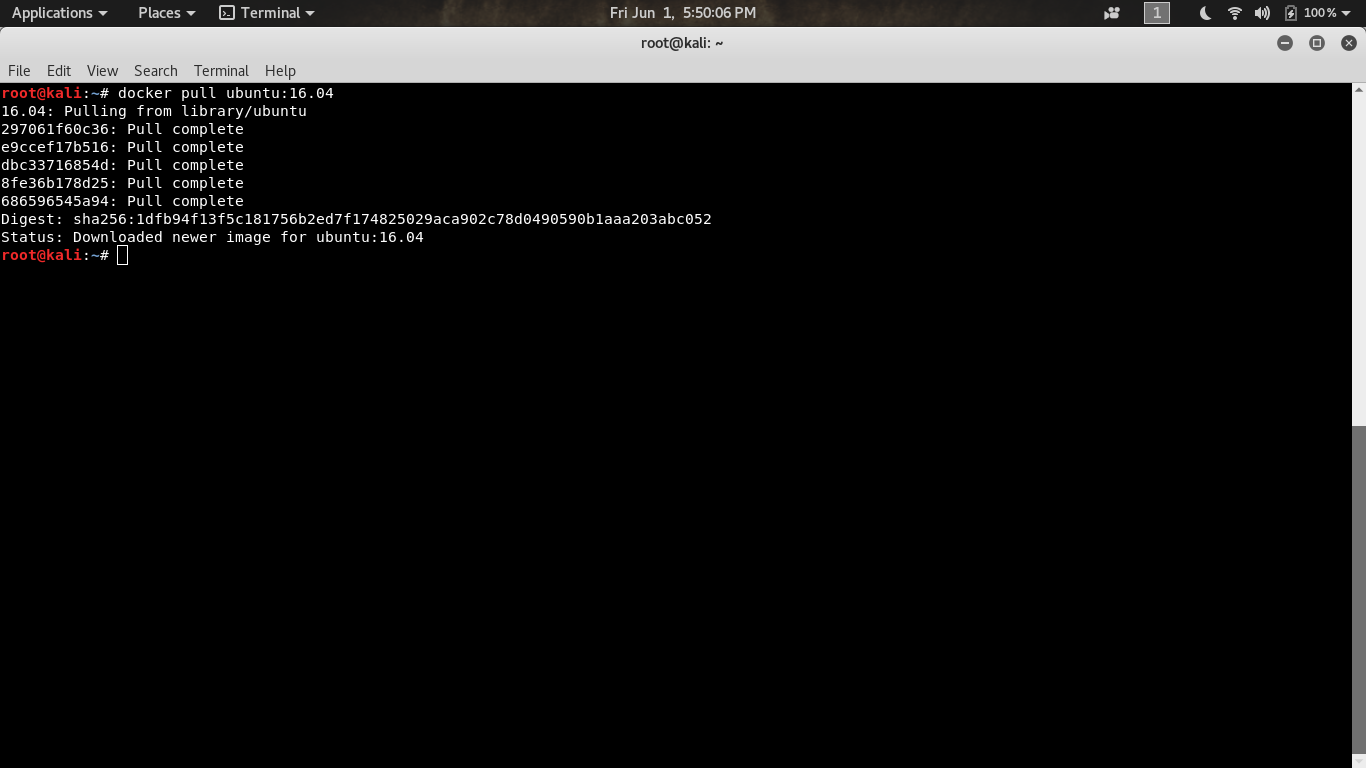 Applications Places Terminal Fri Jun 1, 5:50:06 PM 1 100%
root@kali: ~
File Edit View Search Terminal Help
root@kali:~# docker pull ubuntu:16.04
16.04: Pulling from library/ubuntu
297061f60c36: Pull complete
e9ccef17b516: Pull complete
dbc33716854d: Pull complete
8fe36b178d25: Pull complete
686596545a94: Pull complete
Digest: sha256:1dfb94f13f5c181756b2ed7f174825029aca902c78d0490590b1aaa203abc052
Status: Downloaded newer image for ubuntu:16.04
root@kali:~#